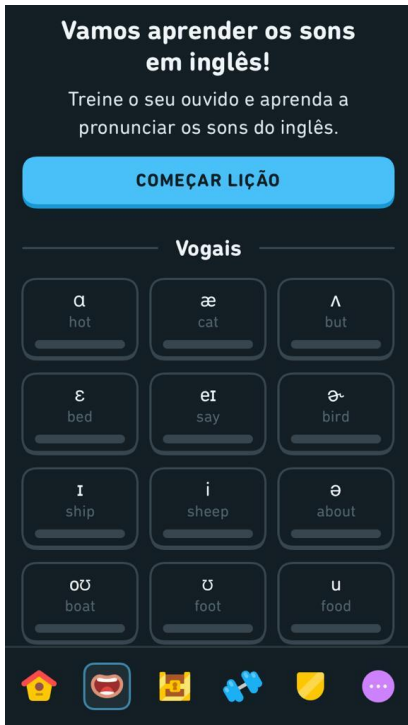 Vamos aprender os sons
em inglês!
Treine o seu ouvido e aprenda a
pronunciar os sons do inglês.
COMEÇAR LIÇÃO
Vogais
ɑ æ ʌ
hot cat but
ɛ eɪ ɚ
bed say bird
ɪ i ə
ship sheep about
oʊ ʊ u
boat foot food